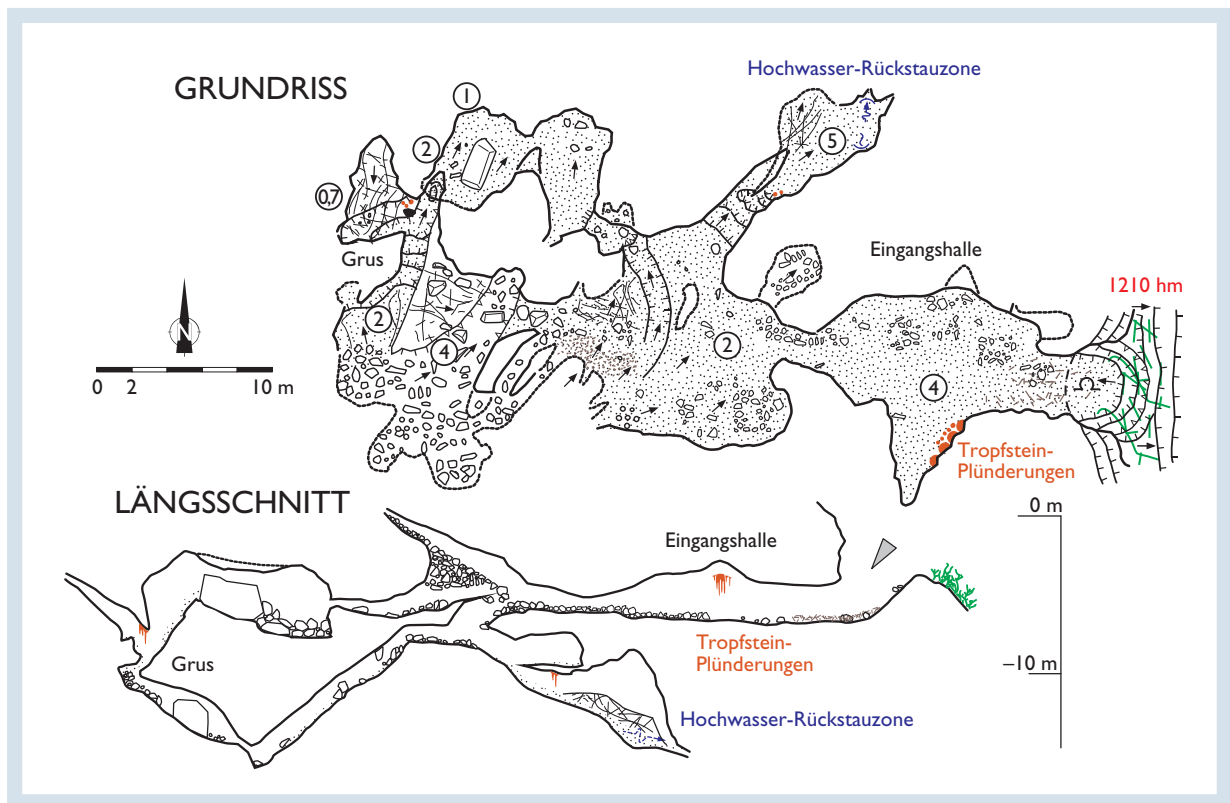 GRUNDRISS
Hochwasser-Rückstauzone
1
2
5
0,7
Eingangshalle
Grus
1210 hm
N
2
4
2
4
0 2 10 m
Tropfstein-
Plünderungen
LÄNGSSCHNITT
0 m
Eingangshalle
Tropfstein-
Plünderungen
Grus
–10 m
Hochwasser-Rückstauzone